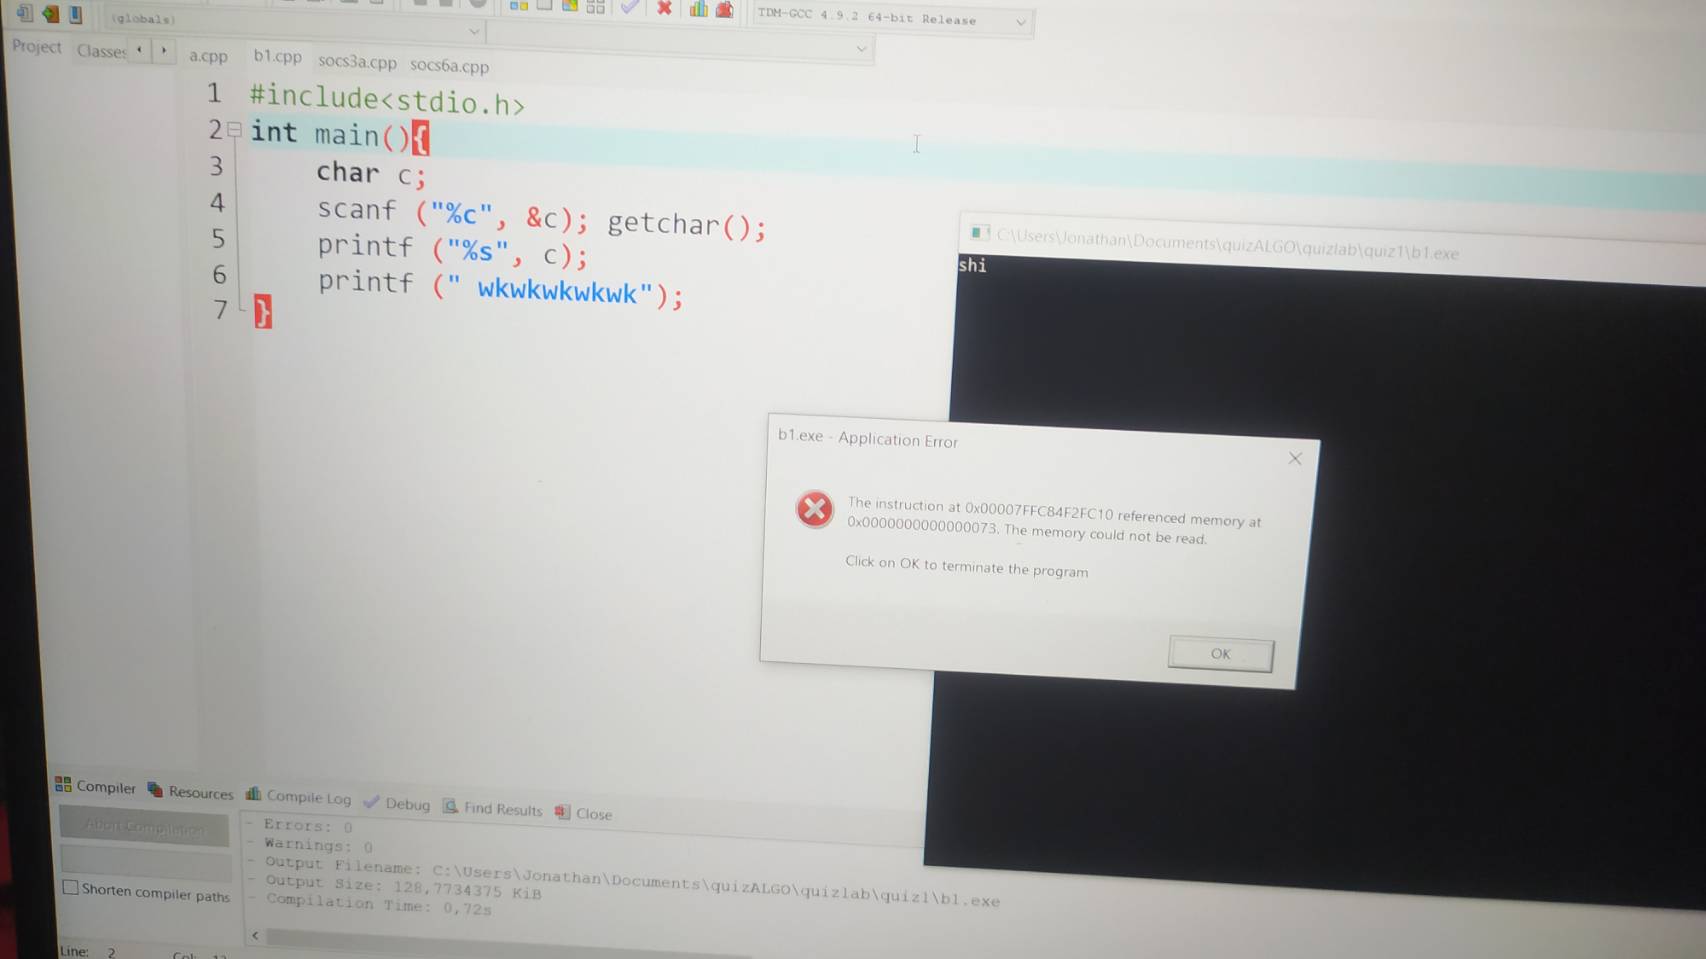 (globals)
TDM-GCC 4.9.2 64-bit Release
Project Classes
a.cpp b1.cpp socs3a.cpp socs6a.cpp
1 #include<stdio.h>
2 int main(){
3 char c;
4 scanf ("%c", &c); getchar();
5 printf ("%s", c);
6 printf (" wkwkwkwkwk");
7 }
C:\Users\Jonathan\Documents\quizALGO\quizlab\quiz1\b1.exe
shi
b1.exe - Application Error
The instruction at 0x00007FFC84F2FC10 referenced memory at
0x0000000000000073. The memory could not be read.
Click on OK to terminate the program
OK
Compiler Resources Compile Log Debug Find Results Close
Abort Compilation
Shorten compiler paths
- Errors: 0
- Warnings: 0
- Output Filename: C:\Users\Jonathan\Documents\quizALGO\quizlab\quiz1\b1.exe
- Output Size: 128,7734375 KiB
- Compilation Time: 0,72s
Line: 2